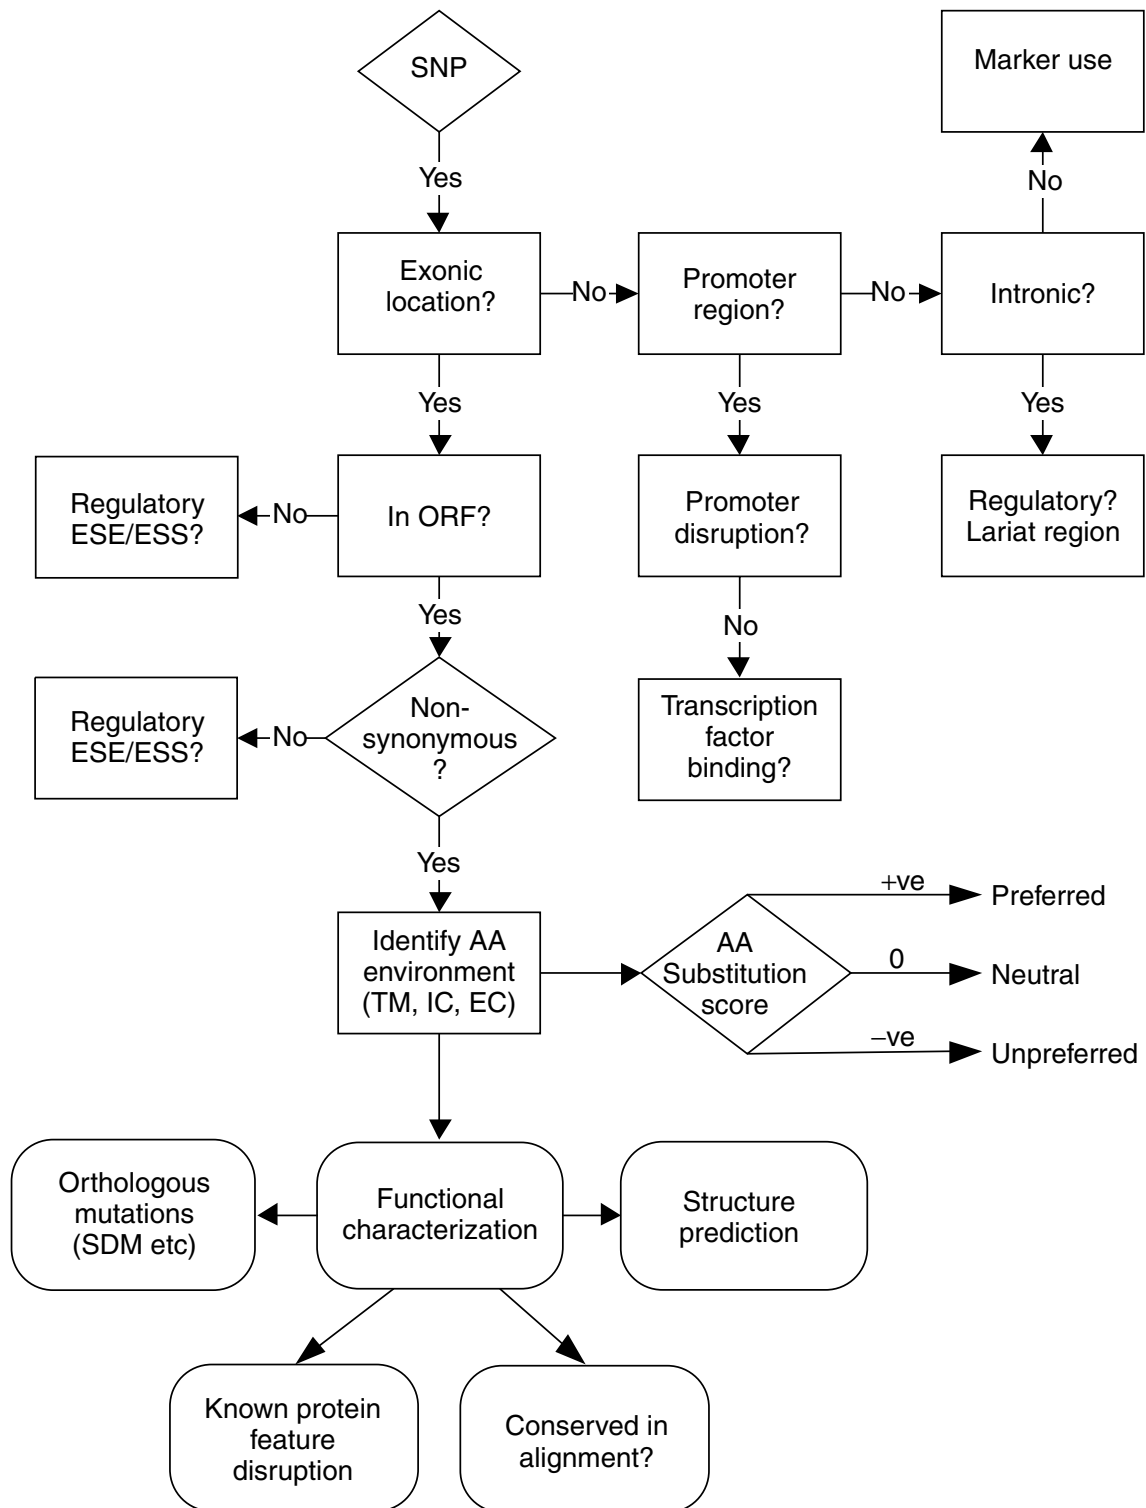 SNP
Marker use
Yes
No
Exonic
location?
No
Promoter
region?
No
Intronic?
Yes
Yes
Yes
Regulatory
ESE/ESS?
No
In ORF?
Promoter
disruption?
Regulatory?
Lariat region
Yes
No
Regulatory
ESE/ESS?
No
Non-
synonymous
?
Transcription
factor
binding?
Yes
Identify AA
environment
(TM, IC, EC)
AA
Substitution
score
+ve
Preferred
0
Neutral
–ve
Unpreferred
Orthologous
mutations
(SDM etc)
Functional
characterization
Structure
prediction
Known protein
feature
disruption
Conserved in
alignment?